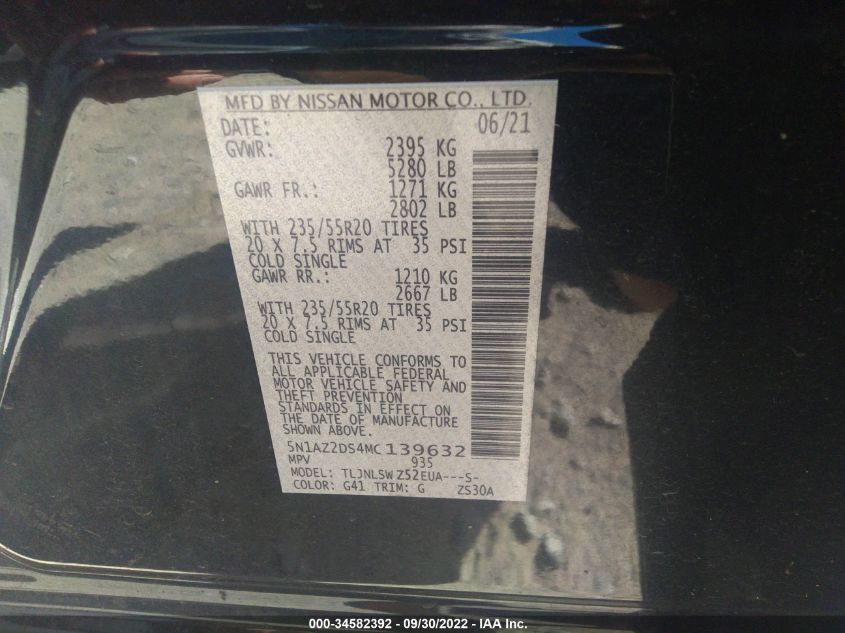 MFD BY NISSAN MOTOR CO., LTD.
DATE: 06/21
GVWR: 2395 KG
5280 LB
GAWR FR.: 1271 KG
2802 LB
WITH 235/55R20 TIRES
20 X 7.5 RIMS AT 35 PSI
COLD SINGLE
GAWR RR.: 1210 KG
2667 LB
WITH 235/55R20 TIRES
20 X 7.5 RIMS AT 35 PSI
COLD SINGLE
THIS VEHICLE CONFORMS TO
ALL APPLICABLE FEDERAL
MOTOR VEHICLE SAFETY AND
THEFT PREVENTION
STANDARDS IN EFFECT ON
THE DATE OF MANUFACTURE
SHOWN ABOVE.
5N1AZ2DS4MC139632
MPV 935
MODEL: TLJNLSWZ52EUA---S-
COLOR: G41 TRIM: G ZS30A
000-34582392 - 09/30/2022 - IAA Inc.